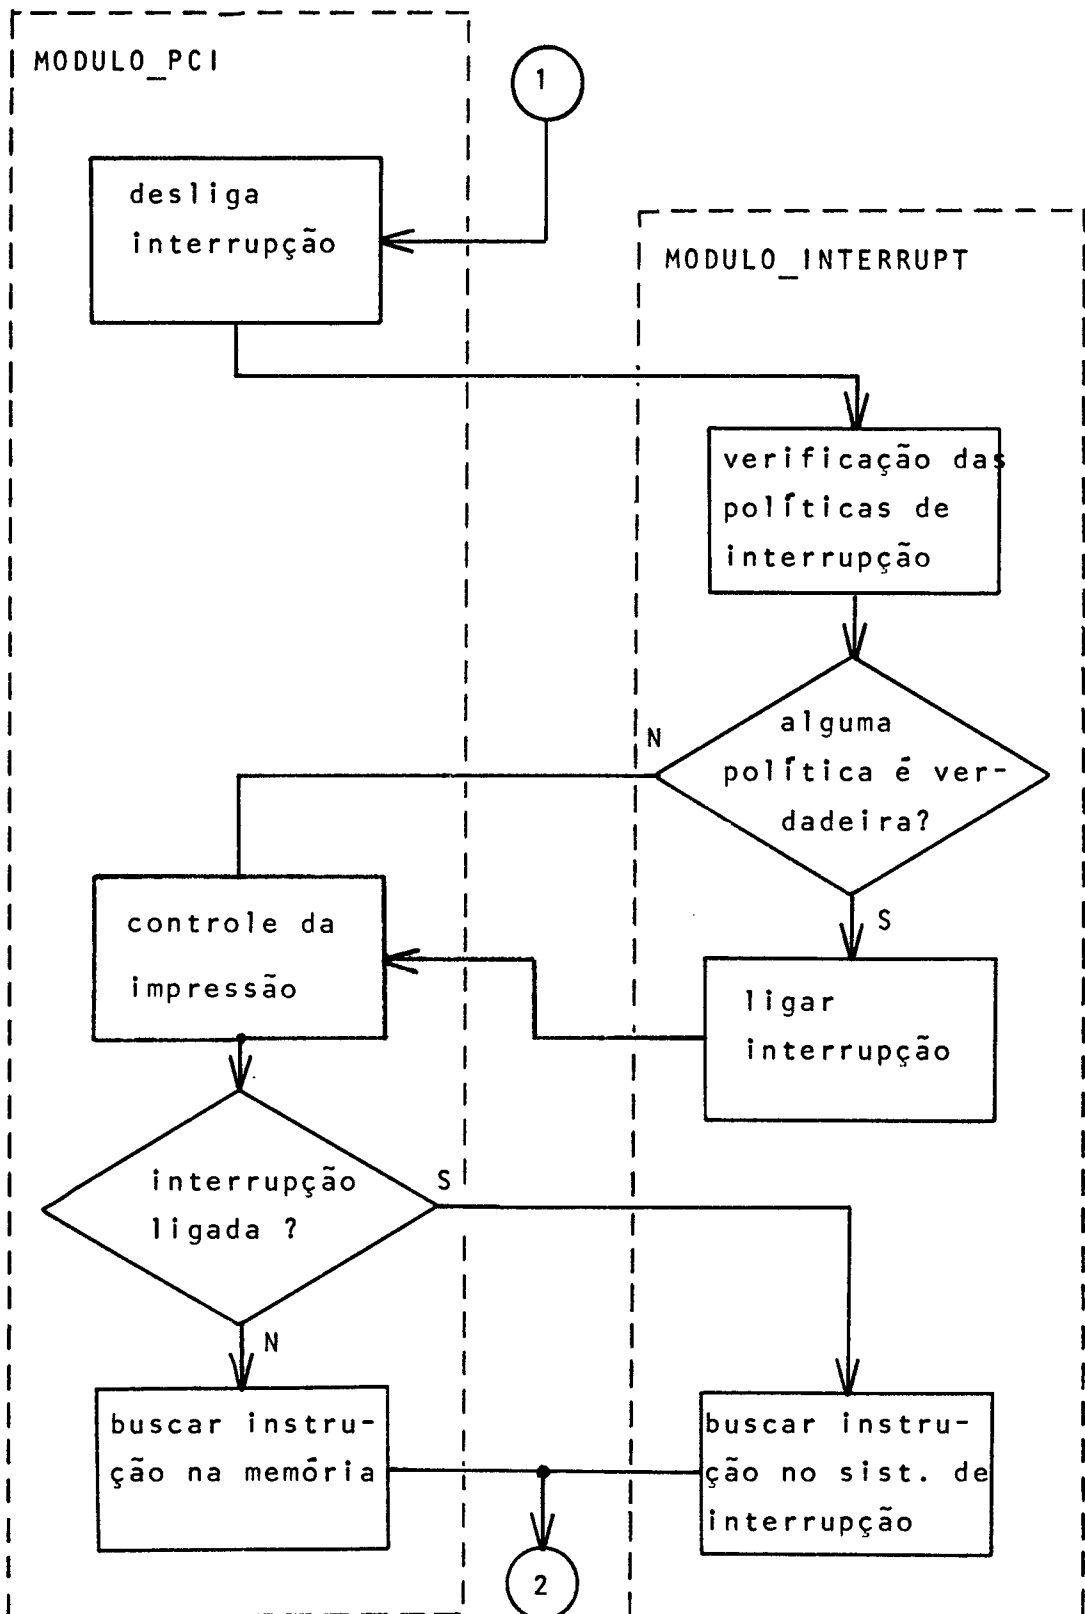 MODULO_PCI
1
desliga
interrupção
MODULO_INTERRUPT
verificação das
políticas de
interrupção
alguma
política é ver-
dadeira?
N
S
controle da
impressão
ligar
interrupção
interrupção
ligada ?
S
N
buscar instru-
ção na memória
buscar instru-
ção no sist. de
interrupção
2